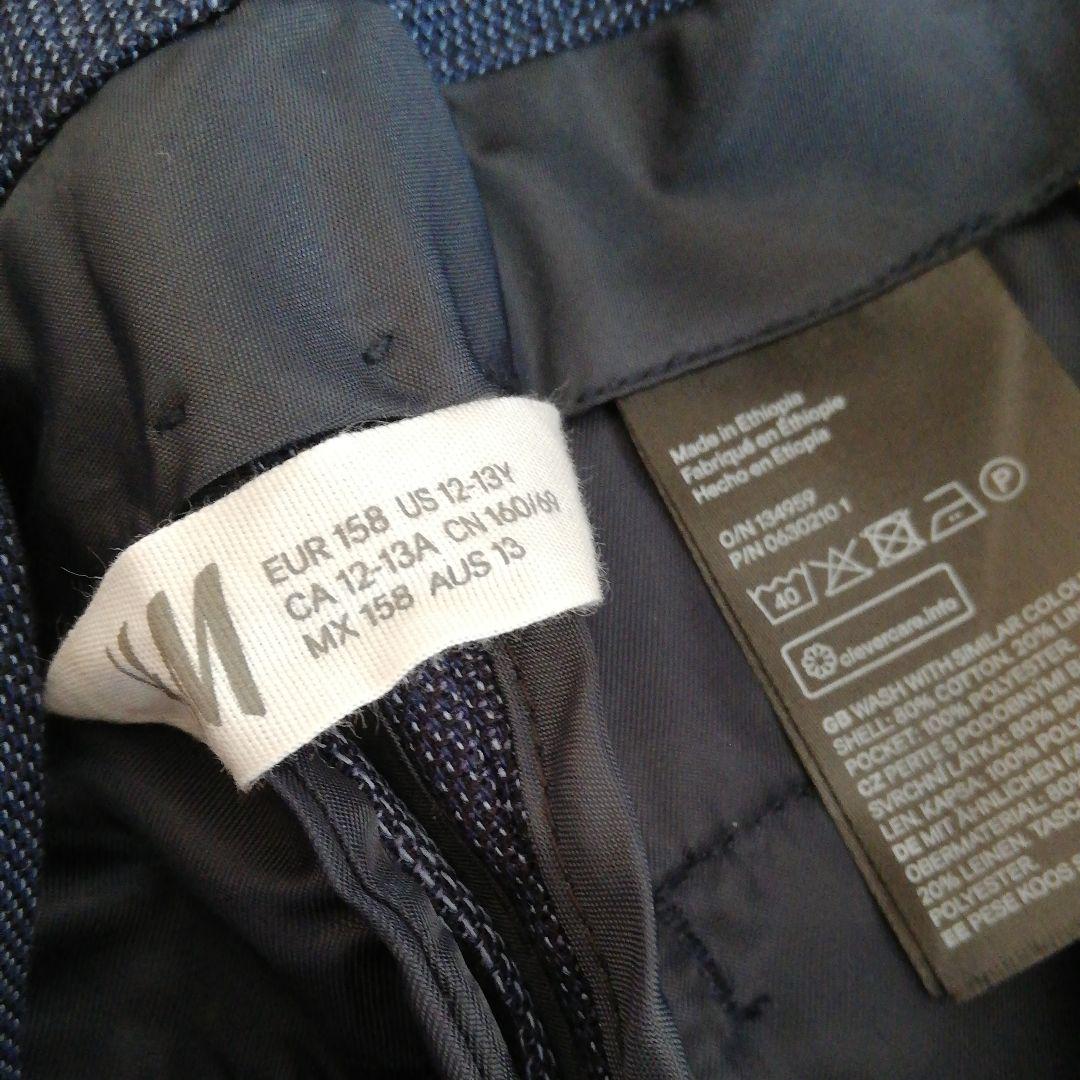 EUR 158 US 12-13Y
CA 12-13A CN 160/69
MX 158 AUS 13
Made in Ethiopia
Fabriqué en Éthiopie
Hecho en Etiopía
O/N 134959
P/N 0630210 1
40
P
clevercare.info
GB WASH WITH SIMILAR COLOU
SHELL: 80% COTTON, 20% LIN
POCKET: 100% POLYESTER
CZ PERTE S PODOBNÝMI B
SVRCHNÍ LÁTKA: 80% BA
LEN. KAPSA: 100% POLY
DE MIT ÄHNLICHEN FA
OBERMATERIAL: 80%
20% LEINEN. TASC
POLYESTER
EE PESE KOOS